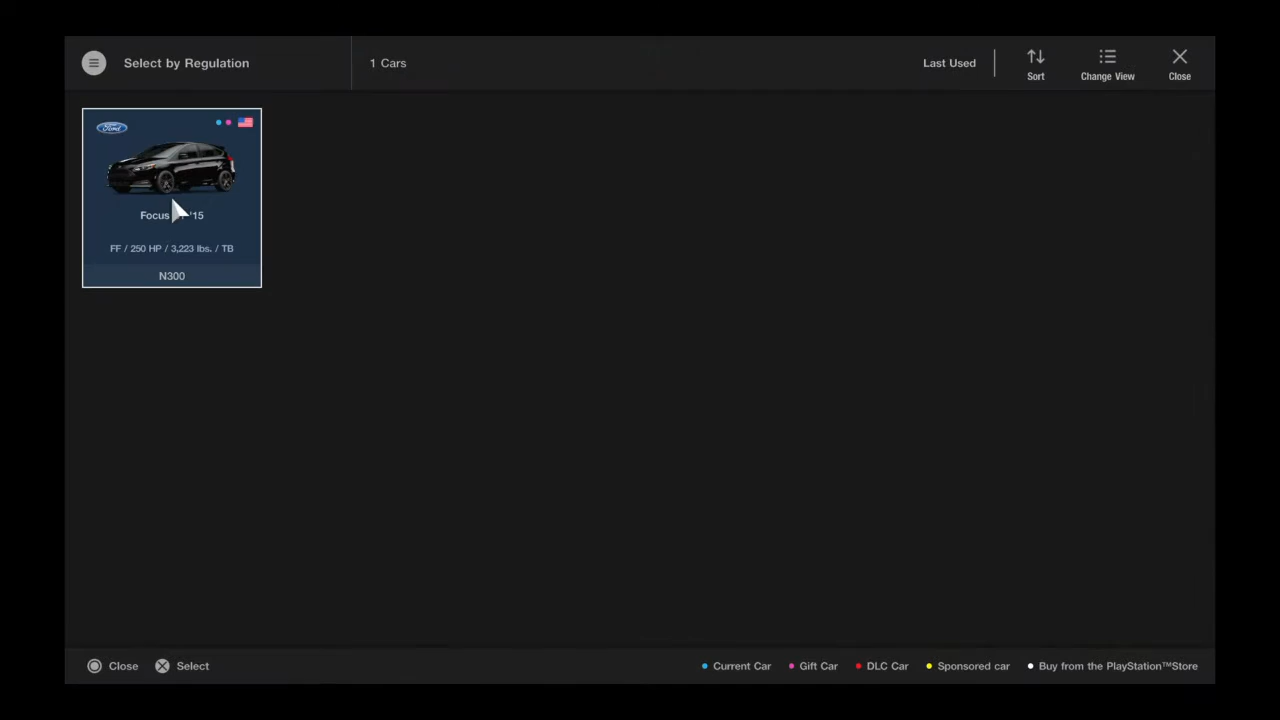 Select by Regulation
1 Cars
Last Used
Sort
Change View
Close
Ford
Focus '15
FF / 250 HP / 3,223 lbs. / TB
N300
Close
Select
Current Car
Gift Car
DLC Car
Sponsored car
Buy from the PlayStation™Store